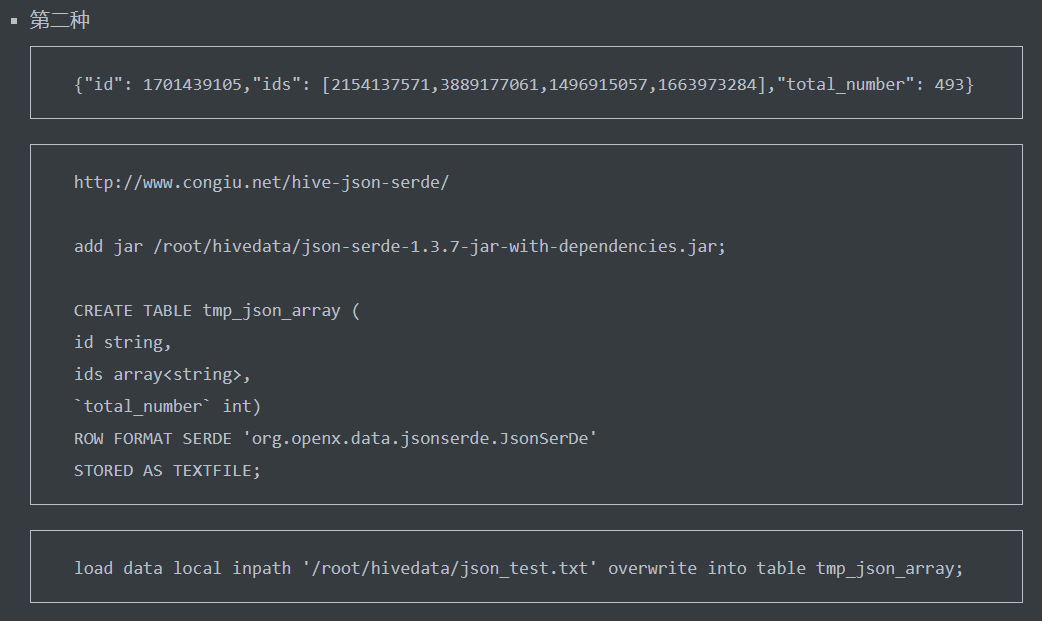 第二种
{"id": 1701439105,"ids": [2154137571,3889177061,1496915057,1663973284],"total_number": 493}
http://www.congiu.net/hive-json-serde/
add jar /root/hivedata/json-serde-1.3.7-jar-with-dependencies.jar;
CREATE TABLE tmp_json_array (
id string,
ids array<string>,
`total_number` int)
ROW FORMAT SERDE 'org.openx.data.jsonserde.JsonSerDe'
STORED AS TEXTFILE;
load data local inpath '/root/hivedata/json_test.txt' overwrite into table tmp_json_array;